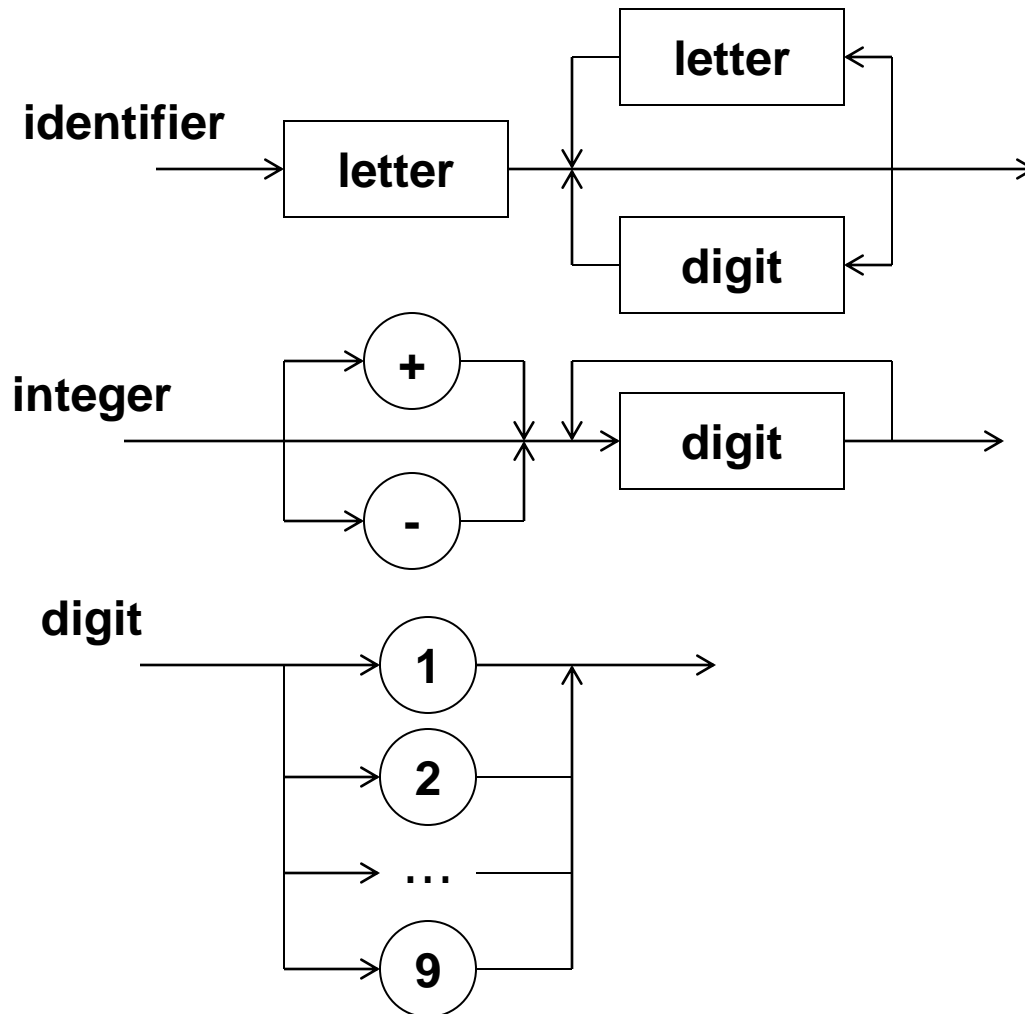 letter
identifier
letter
digit
+
integer
digit
-
digit
1
2
...
9